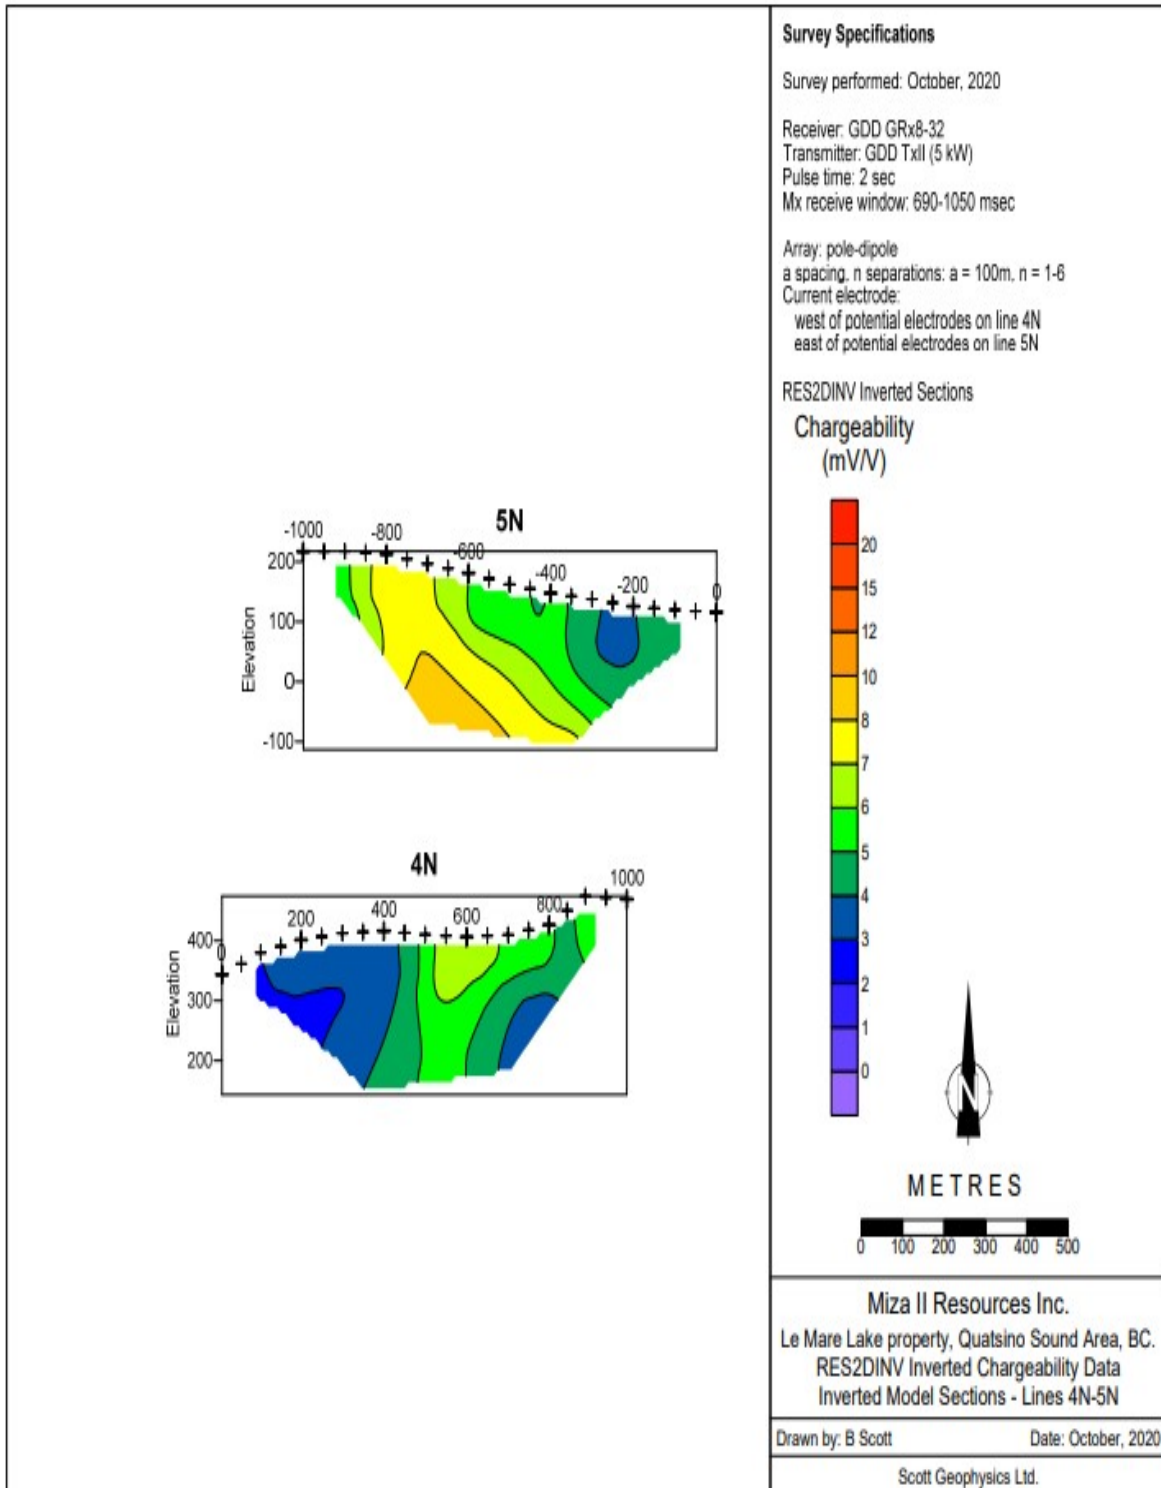 Survey Specifications
Survey performed: October, 2020
Receiver: GDD GRx8-32
Transmitter: GDD TxII (5 kW)
Pulse time: 2 sec
Mx receive window: 690-1050 msec
Array: pole-dipole
a spacing, n separations: a = 100m, n = 1-6
Current electrode:
west of potential electrodes on line 4N
east of potential electrodes on line 5N
RES2DINV Inverted Sections
Chargeability
(mV/V)
20
15
12
10
8
7
6
5
4
3
2
1
0
5N
-1000 -800 -600 -400 -200 0
200
100
0
-100
Elevation
4N
0 200 400 600 800 1000
400
300
200
Elevation
N
METRES
0 100 200 300 400 500
Miza II Resources Inc.
Le Mare Lake property, Quatsino Sound Area, BC.
RES2DINV Inverted Chargeability Data
Inverted Model Sections - Lines 4N-5N
Drawn by: B Scott Date: October, 2020
Scott Geophysics Ltd.